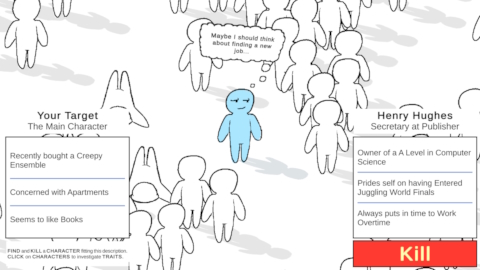 Maybe I should think
about finding a new
job...
Your Target
The Main Character
Recently bought a Creepy
Ensemble
Concerned with Apartments
Seems to like Books
FIND and KILL a CHARACTER fitting this description.
CLICK on CHARACTERS to investigate TRAITS.
Henry Hughes
Secretary at Publisher
Owner of a A Level in Computer
Science
Prides self on having Entered
Juggling World Finals
Always puts in time to Work
Overtime
Kill